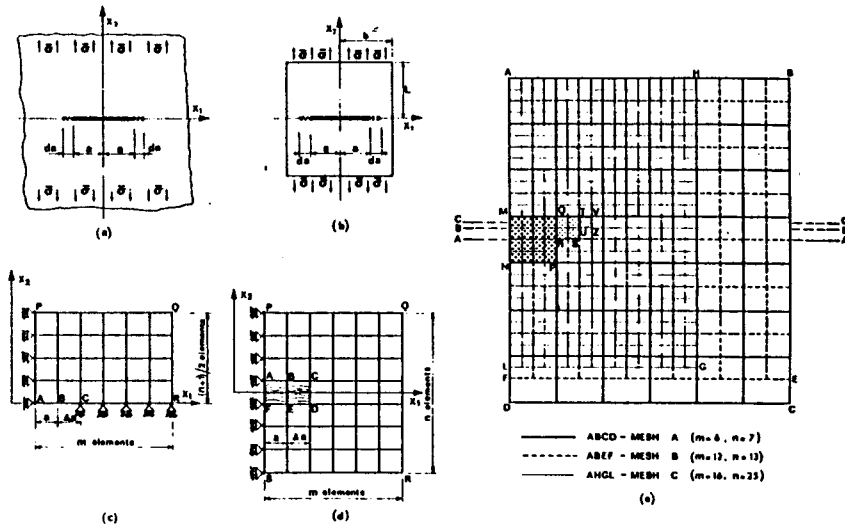 X₂
σ̄ σ̄ σ̄ σ̄
X₁
da a a da
σ̄ σ̄ σ̄ σ̄
(a)
X₂
b
σ̄ σ̄ σ̄ σ̄
L
X₁
da a a da
σ̄ σ̄ σ̄ σ̄
(b)
X₂
P Q
A B C R X₁
a Δa
m elements
(c)
X₂
P Q
A B C
X₁
F E D
a Δa
n elements
S R
m elements
(d)
A H B
M Q T V
C C
B B
A A
U Z
N P
L G
F E
D C
ABCD – MESH A (m=6, n=7)
ABEF – MESH B (m=12, n=13)
AHGL – MESH C (m=16, n=25)
(e)